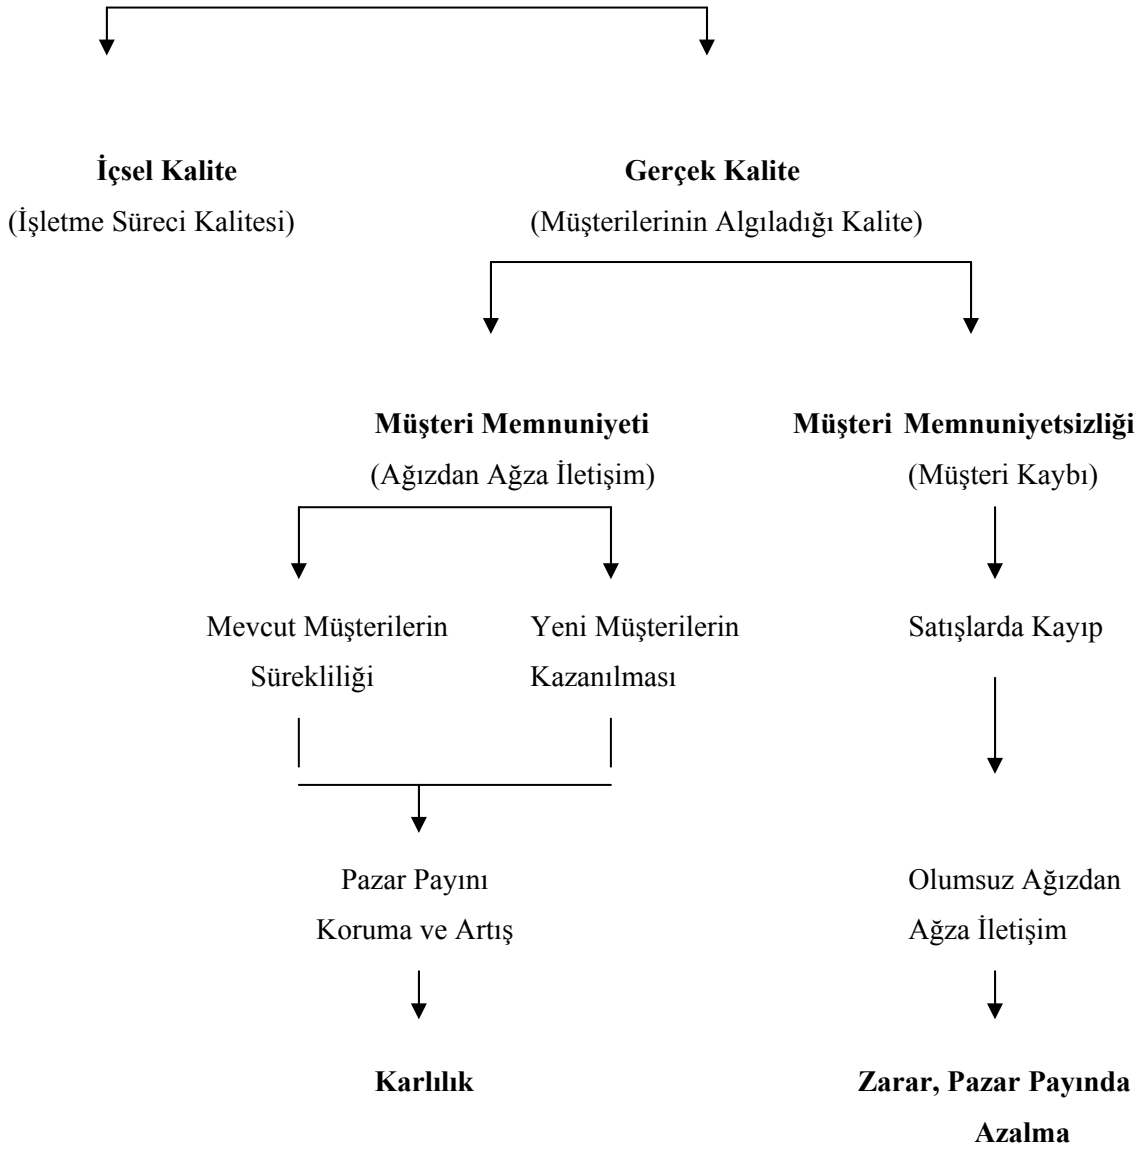 İçsel Kalite
Gerçek Kalite
(İşletme Süreci Kalitesi)
(Müşterilerinin Algıladığı Kalite)
Müşteri Memnuniyeti
Müşteri Memnuniyetsizliği
(Ağızdan Ağza İletişim)
(Müşteri Kaybı)
Mevcut Müşterilerin
Sürekliliği
Yeni Müşterilerin
Kazanılması
Satışlarda Kayıp
Pazar Payını
Koruma ve Artış
Olumsuz Ağızdan
Ağza İletişim
Karlılık
Zarar, Pazar Payında
Azalma